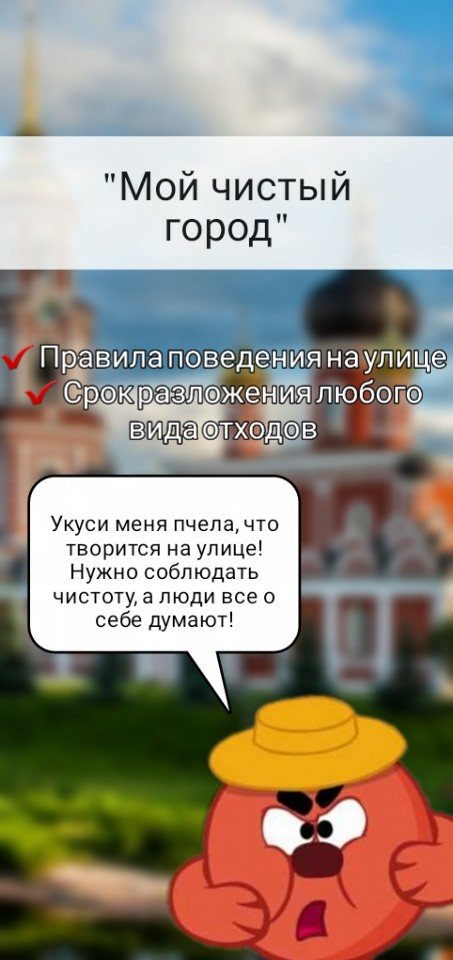 "Мой чистый
город"
Правила поведения на улице
Срок разложения любого
вида отходов
Укуси меня пчела, что
творится на улице!
Нужно соблюдать
чистоту, а люди все о
себе думают!